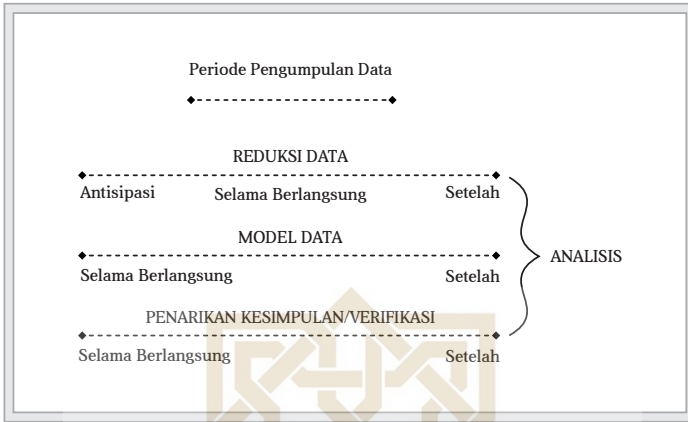 Periode Pengumpulan Data
REDUKSI DATA
Antisipasi Selama Berlangsung Setelah
MODEL DATA
Selama Berlangsung Setelah
ANALISIS
PENARIKAN KESIMPULAN/VERIFIKASI
Selama Berlangsung Setelah